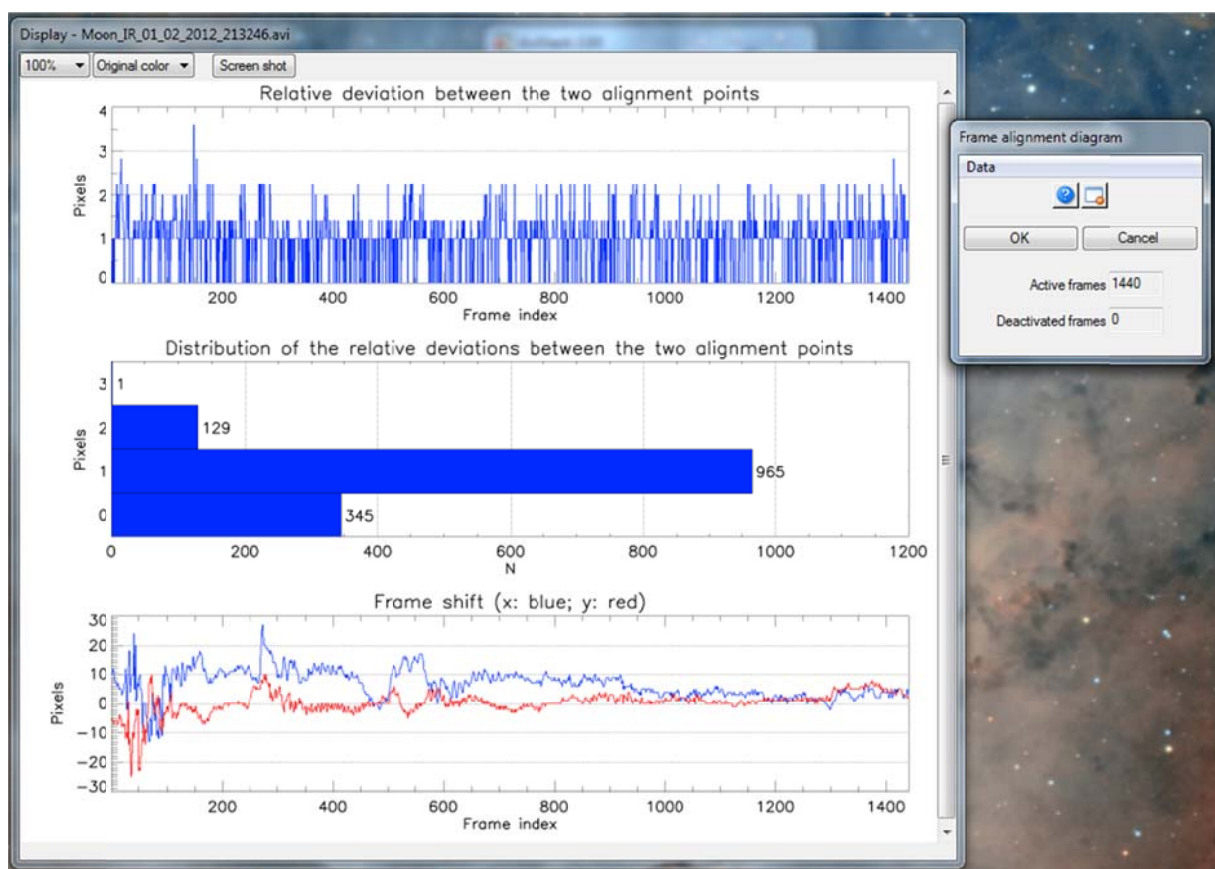 Display - Moon_IR_01_02_2012_213246.avi
100% Original color Screen shot
Relative deviation between the two alignment points
4
3
2
1
0
Pixels
200 400 600 800 1000 1200 1400
Frame index
Distribution of the relative deviations between the two alignment points
3 1
2 129
1 965
0 345
Pixels
0 200 400 600 800 1000 1200
N
Frame shift (x: blue; y: red)
30
20
10
0
-10
-20
-30
Pixels
200 400 600 800 1000 1200 1400
Frame index
Frame alignment diagram
Data
?
OK Cancel
Active frames 1440
Deactivated frames 0